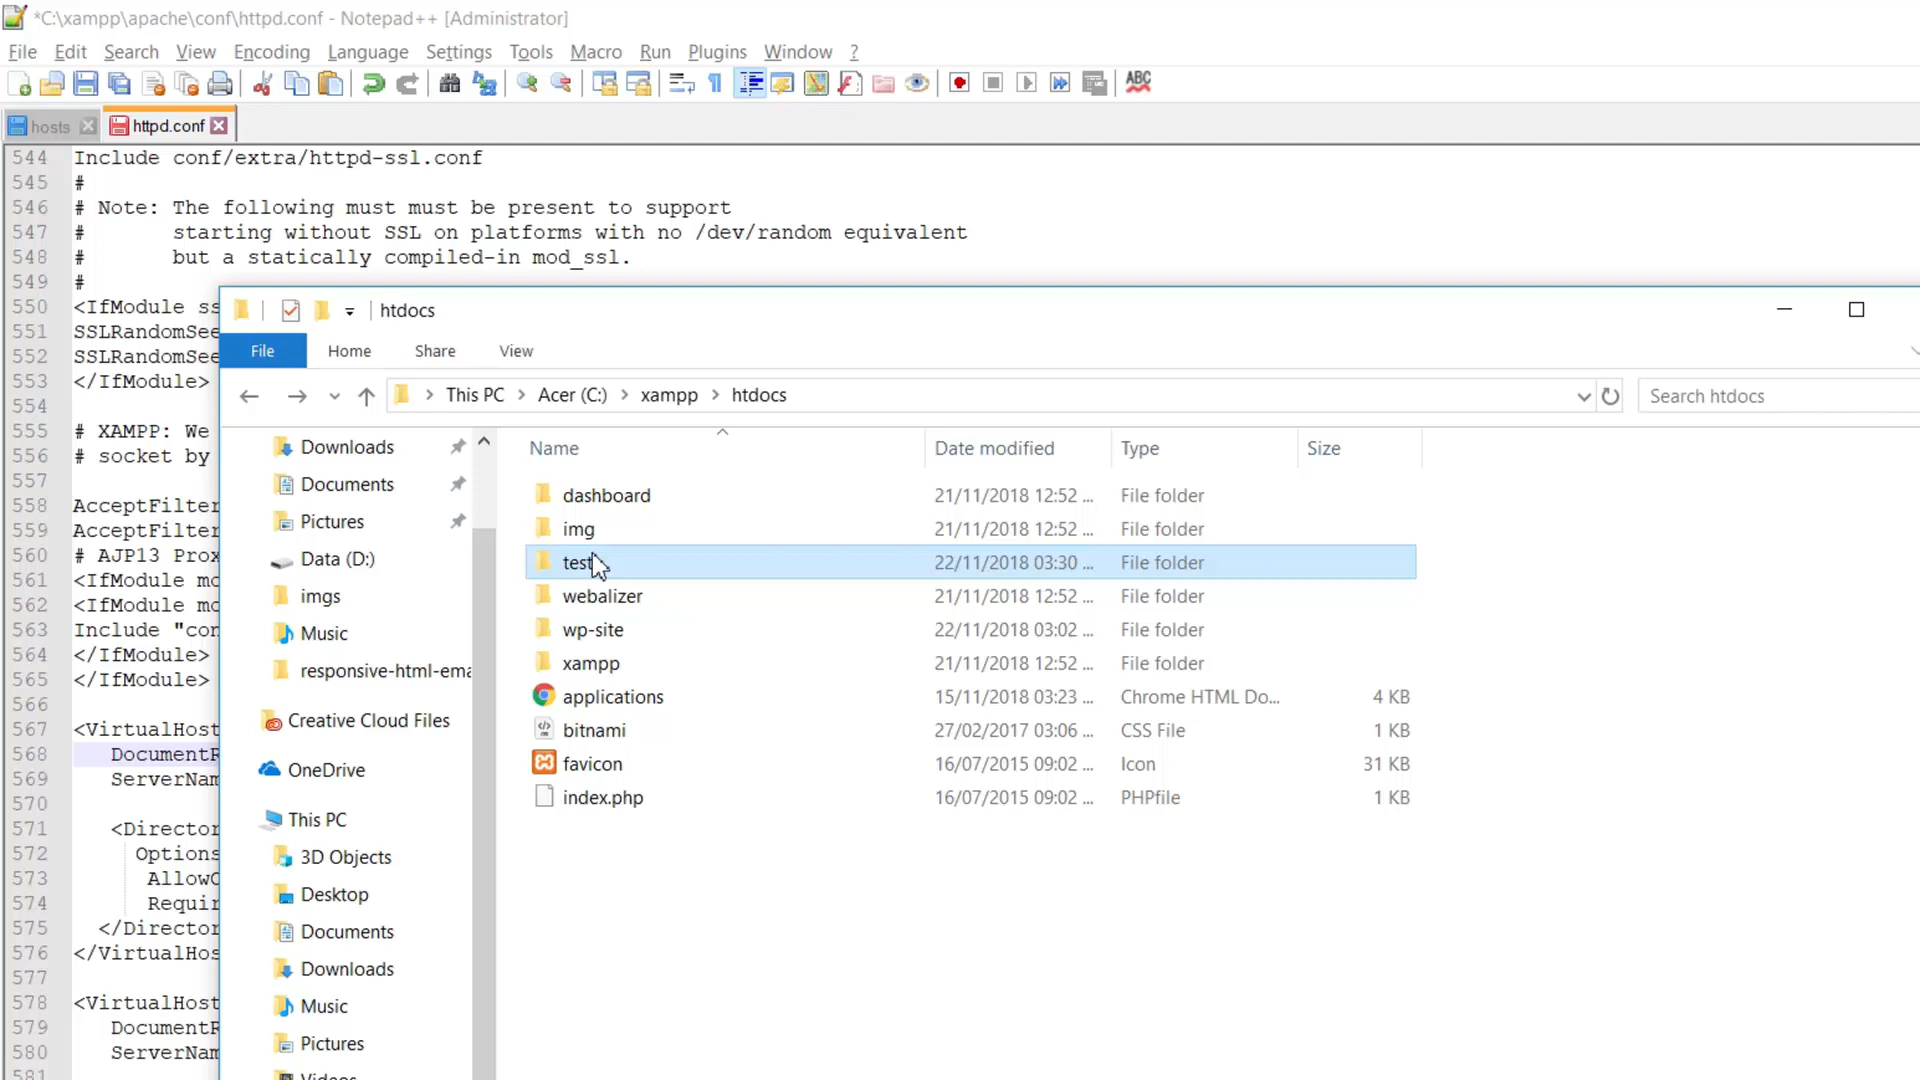 *C:\xampp\apache\conf\httpd.conf - Notepad++ [Administrator]
File Edit Search View Encoding Language Settings Tools Macro Run Plugins Window ?
ABC
hosts httpd.conf
544 Include conf/extra/httpd-ssl.conf
545 #
546 # Note: The following must must be present to support
547 # starting without SSL on platforms with no /dev/random equivalent
548 # but a statically compiled-in mod_ssl.
549 #
550 <IfModule ss
551 SSLRandomSee
552 SSLRandomSee
553 </IfModule>
554
555 # XAMPP: We
556 # socket by
557
558 AcceptFilter
559 AcceptFilter
560 # AJP13 Prox
561 <IfModule mo
562 <IfModule mo
563 Include "con
564 </IfModule>
565 </IfModule>
566
567 <VirtualHost
568 DocumentR
569 ServerNam
570
571 <Director
572 Options
573 AllowO
574 Requir
575 </Director
576 </VirtualHos
577
578 <VirtualHost
579 DocumentR
580 ServerNam
581
htdocs
File Home Share View
This PC > Acer (C:) > xampp > htdocs
Search htdocs
Downloads
Documents
Pictures
Data (D:)
imgs
Music
responsive-html-ema
Creative Cloud Files
OneDrive
This PC
3D Objects
Desktop
Documents
Downloads
Music
Pictures
Videos
Name Date modified Type Size
dashboard 21/11/2018 12:52 ... File folder
img 21/11/2018 12:52 ... File folder
test 22/11/2018 03:30 ... File folder
webalizer 21/11/2018 12:52 ... File folder
wp-site 22/11/2018 03:02 ... File folder
xampp 21/11/2018 12:52 ... File folder
applications 15/11/2018 03:23 ... Chrome HTML Do... 4 KB
bitnami 27/02/2017 03:06 ... CSS File 1 KB
favicon 16/07/2015 09:02 ... Icon 31 KB
index.php 16/07/2015 09:02 ... PHPfile 1 KB